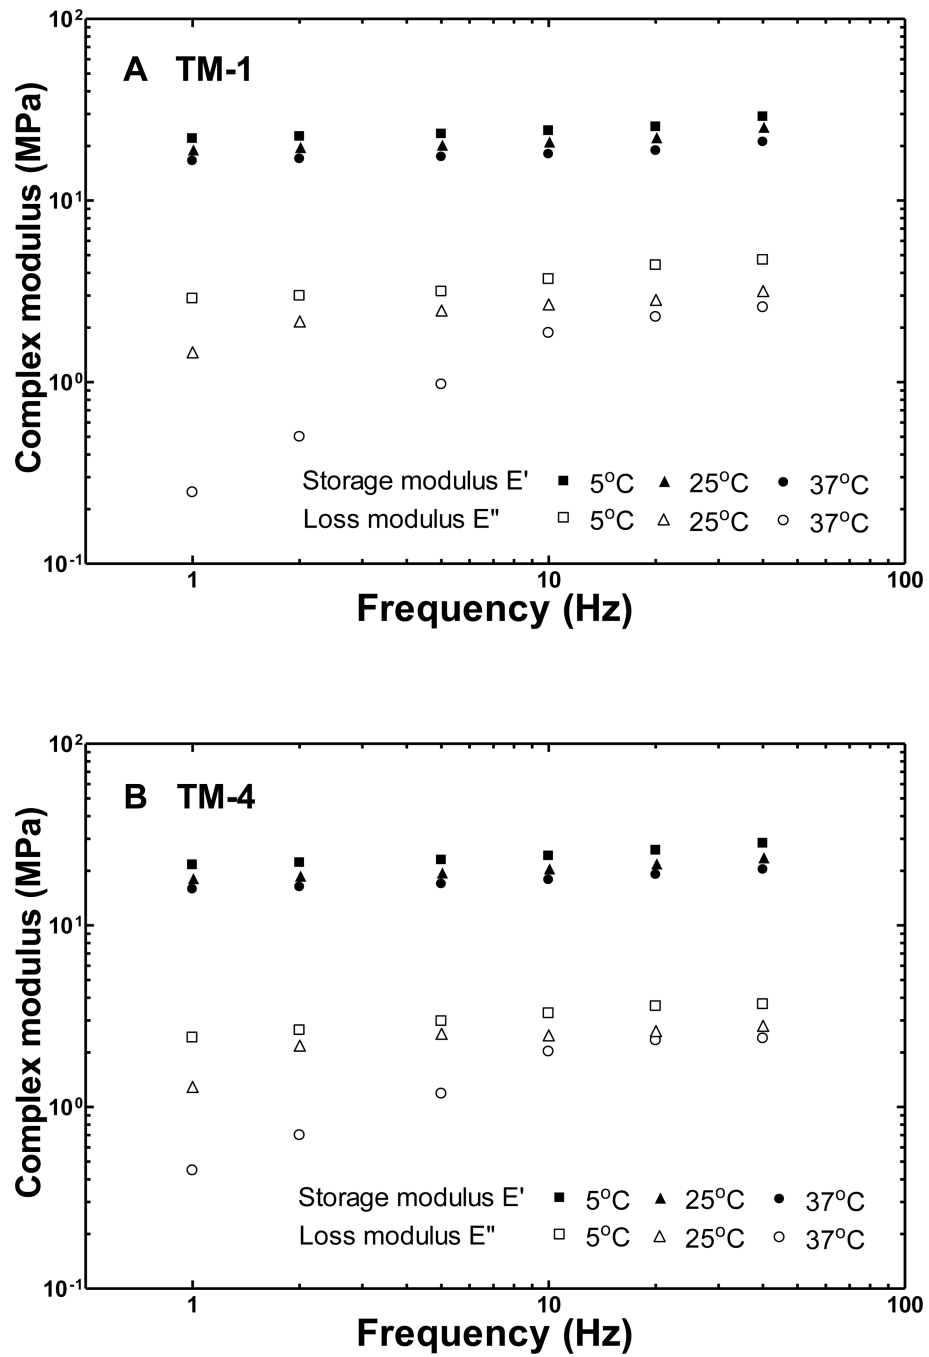 10²
A TM-1
Complex modulus (MPa)
10¹
10⁰
Storage modulus E' ■ 5°C ▲ 25°C ● 37°C
Loss modulus E" □ 5°C △ 25°C ○ 37°C
10⁻¹
1 10 100
Frequency (Hz)
10²
B TM-4
Complex modulus (MPa)
10¹
10⁰
Storage modulus E' ■ 5°C ▲ 25°C ● 37°C
Loss modulus E" □ 5°C △ 25°C ○ 37°C
10⁻¹
1 10 100
Frequency (Hz)